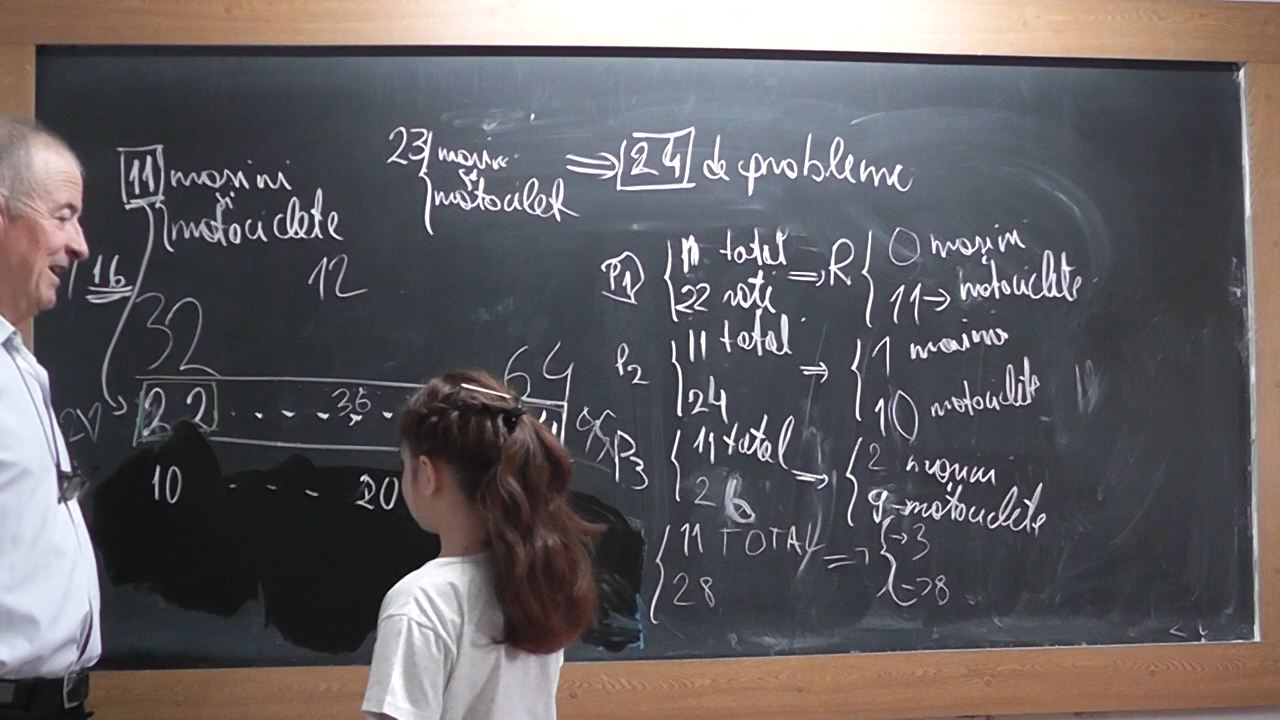 11 mașini
și
motociclete
16
12
32
2V 22 . . - - 36 -
10 - - - 20
64
23 mașin
și
motociclet
=> 24 de probleme
P1 { 11 total
22 roți
=> R { 0 mașini
11 -> motociclete
P2 { 11 total
24
=> { 1 mașină
10 motociclete
P3 { 11 total
26
=> { 2 mașini
9 motociclete
{ 11 TOTAL
28
=> { -> 3
-> 8